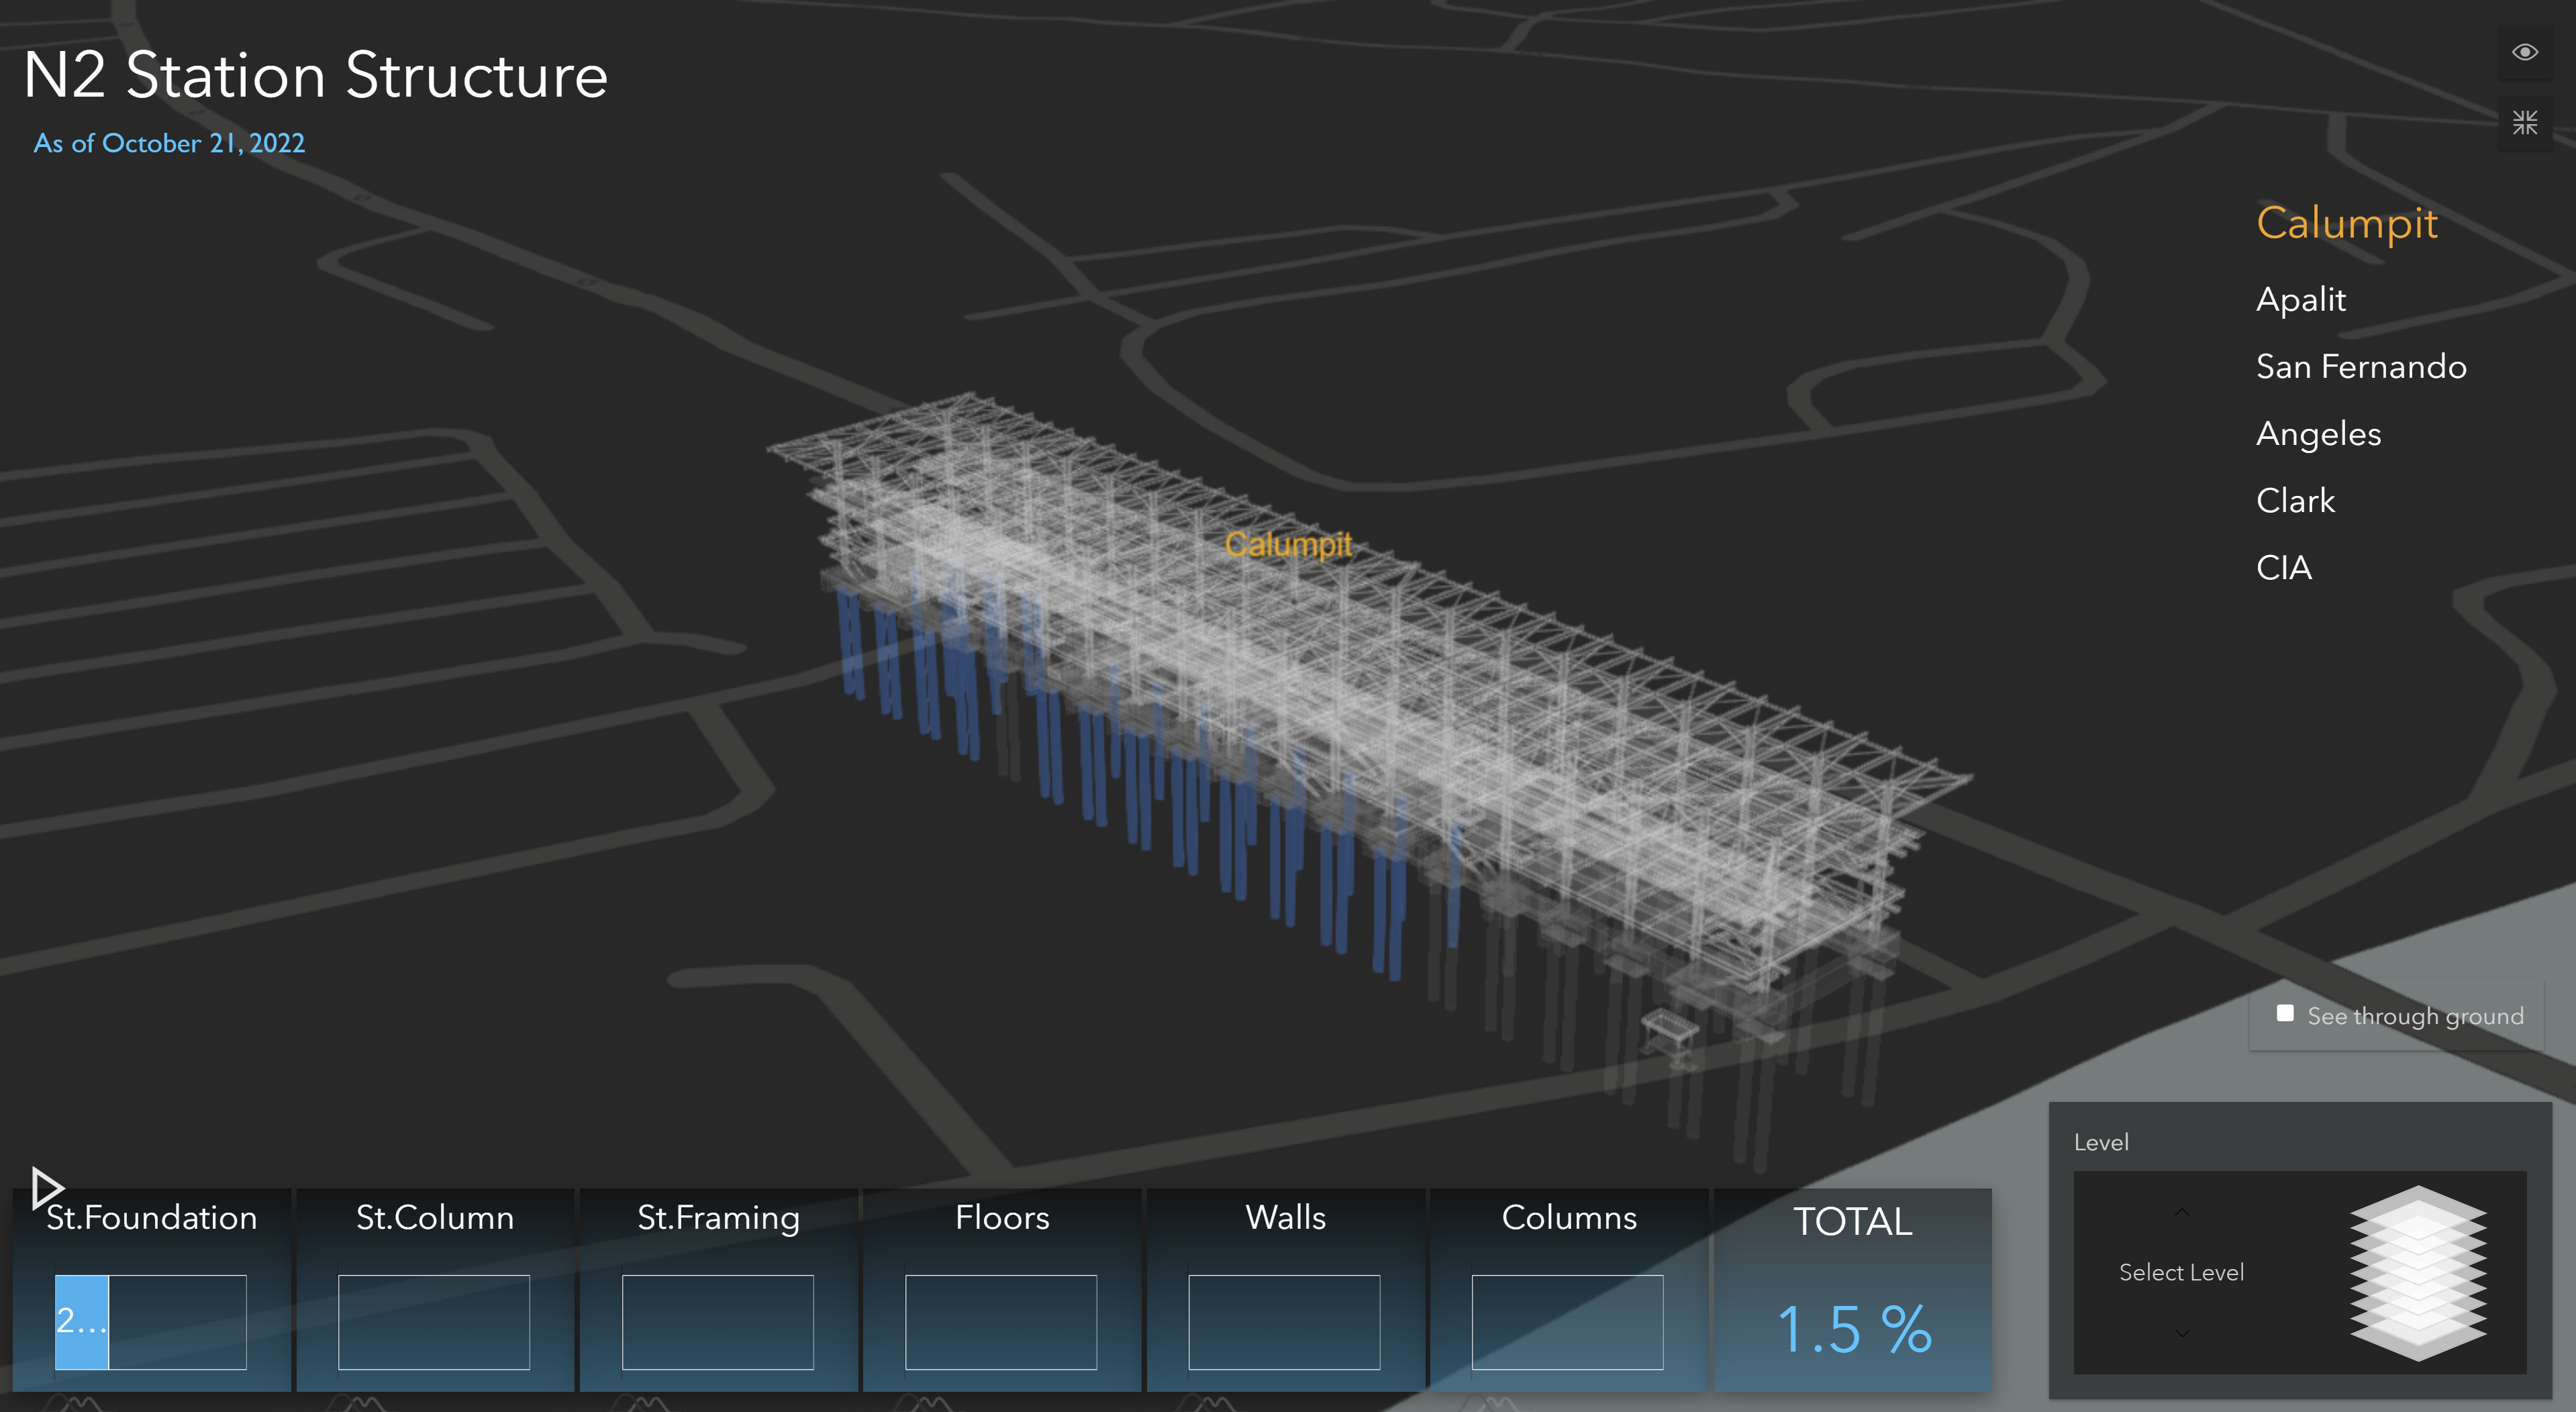 N2 Station Structure
As of October 21, 2022
Calumpit
Apalit
San Fernando
Angeles
Clark
CIA
Calumpit
See through ground
Level
Select Level
St.Foundation
St.Column
St.Framing
Floors
Walls
Columns
TOTAL
2...
1.5 %